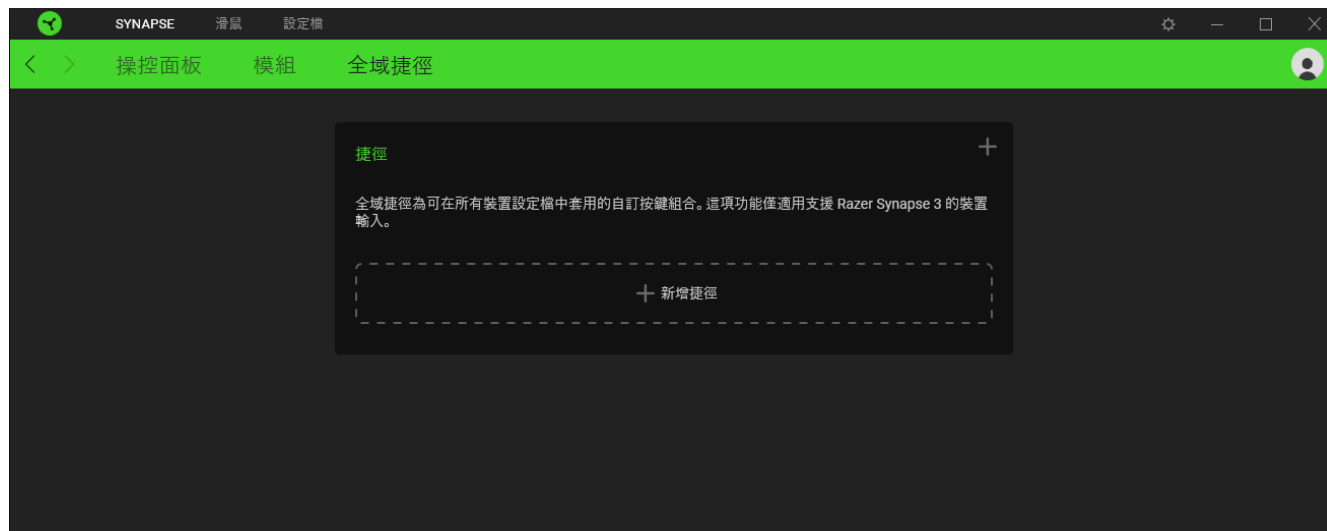 SYNAPSE 滑鼠 設定檔
操控面板 模組 全域捷徑
捷徑
全域捷徑為可在所有裝置設定檔中套用的自訂按鍵組合。這項功能僅適用支援 Razer Synapse 3 的裝置
輸入。
新增捷徑